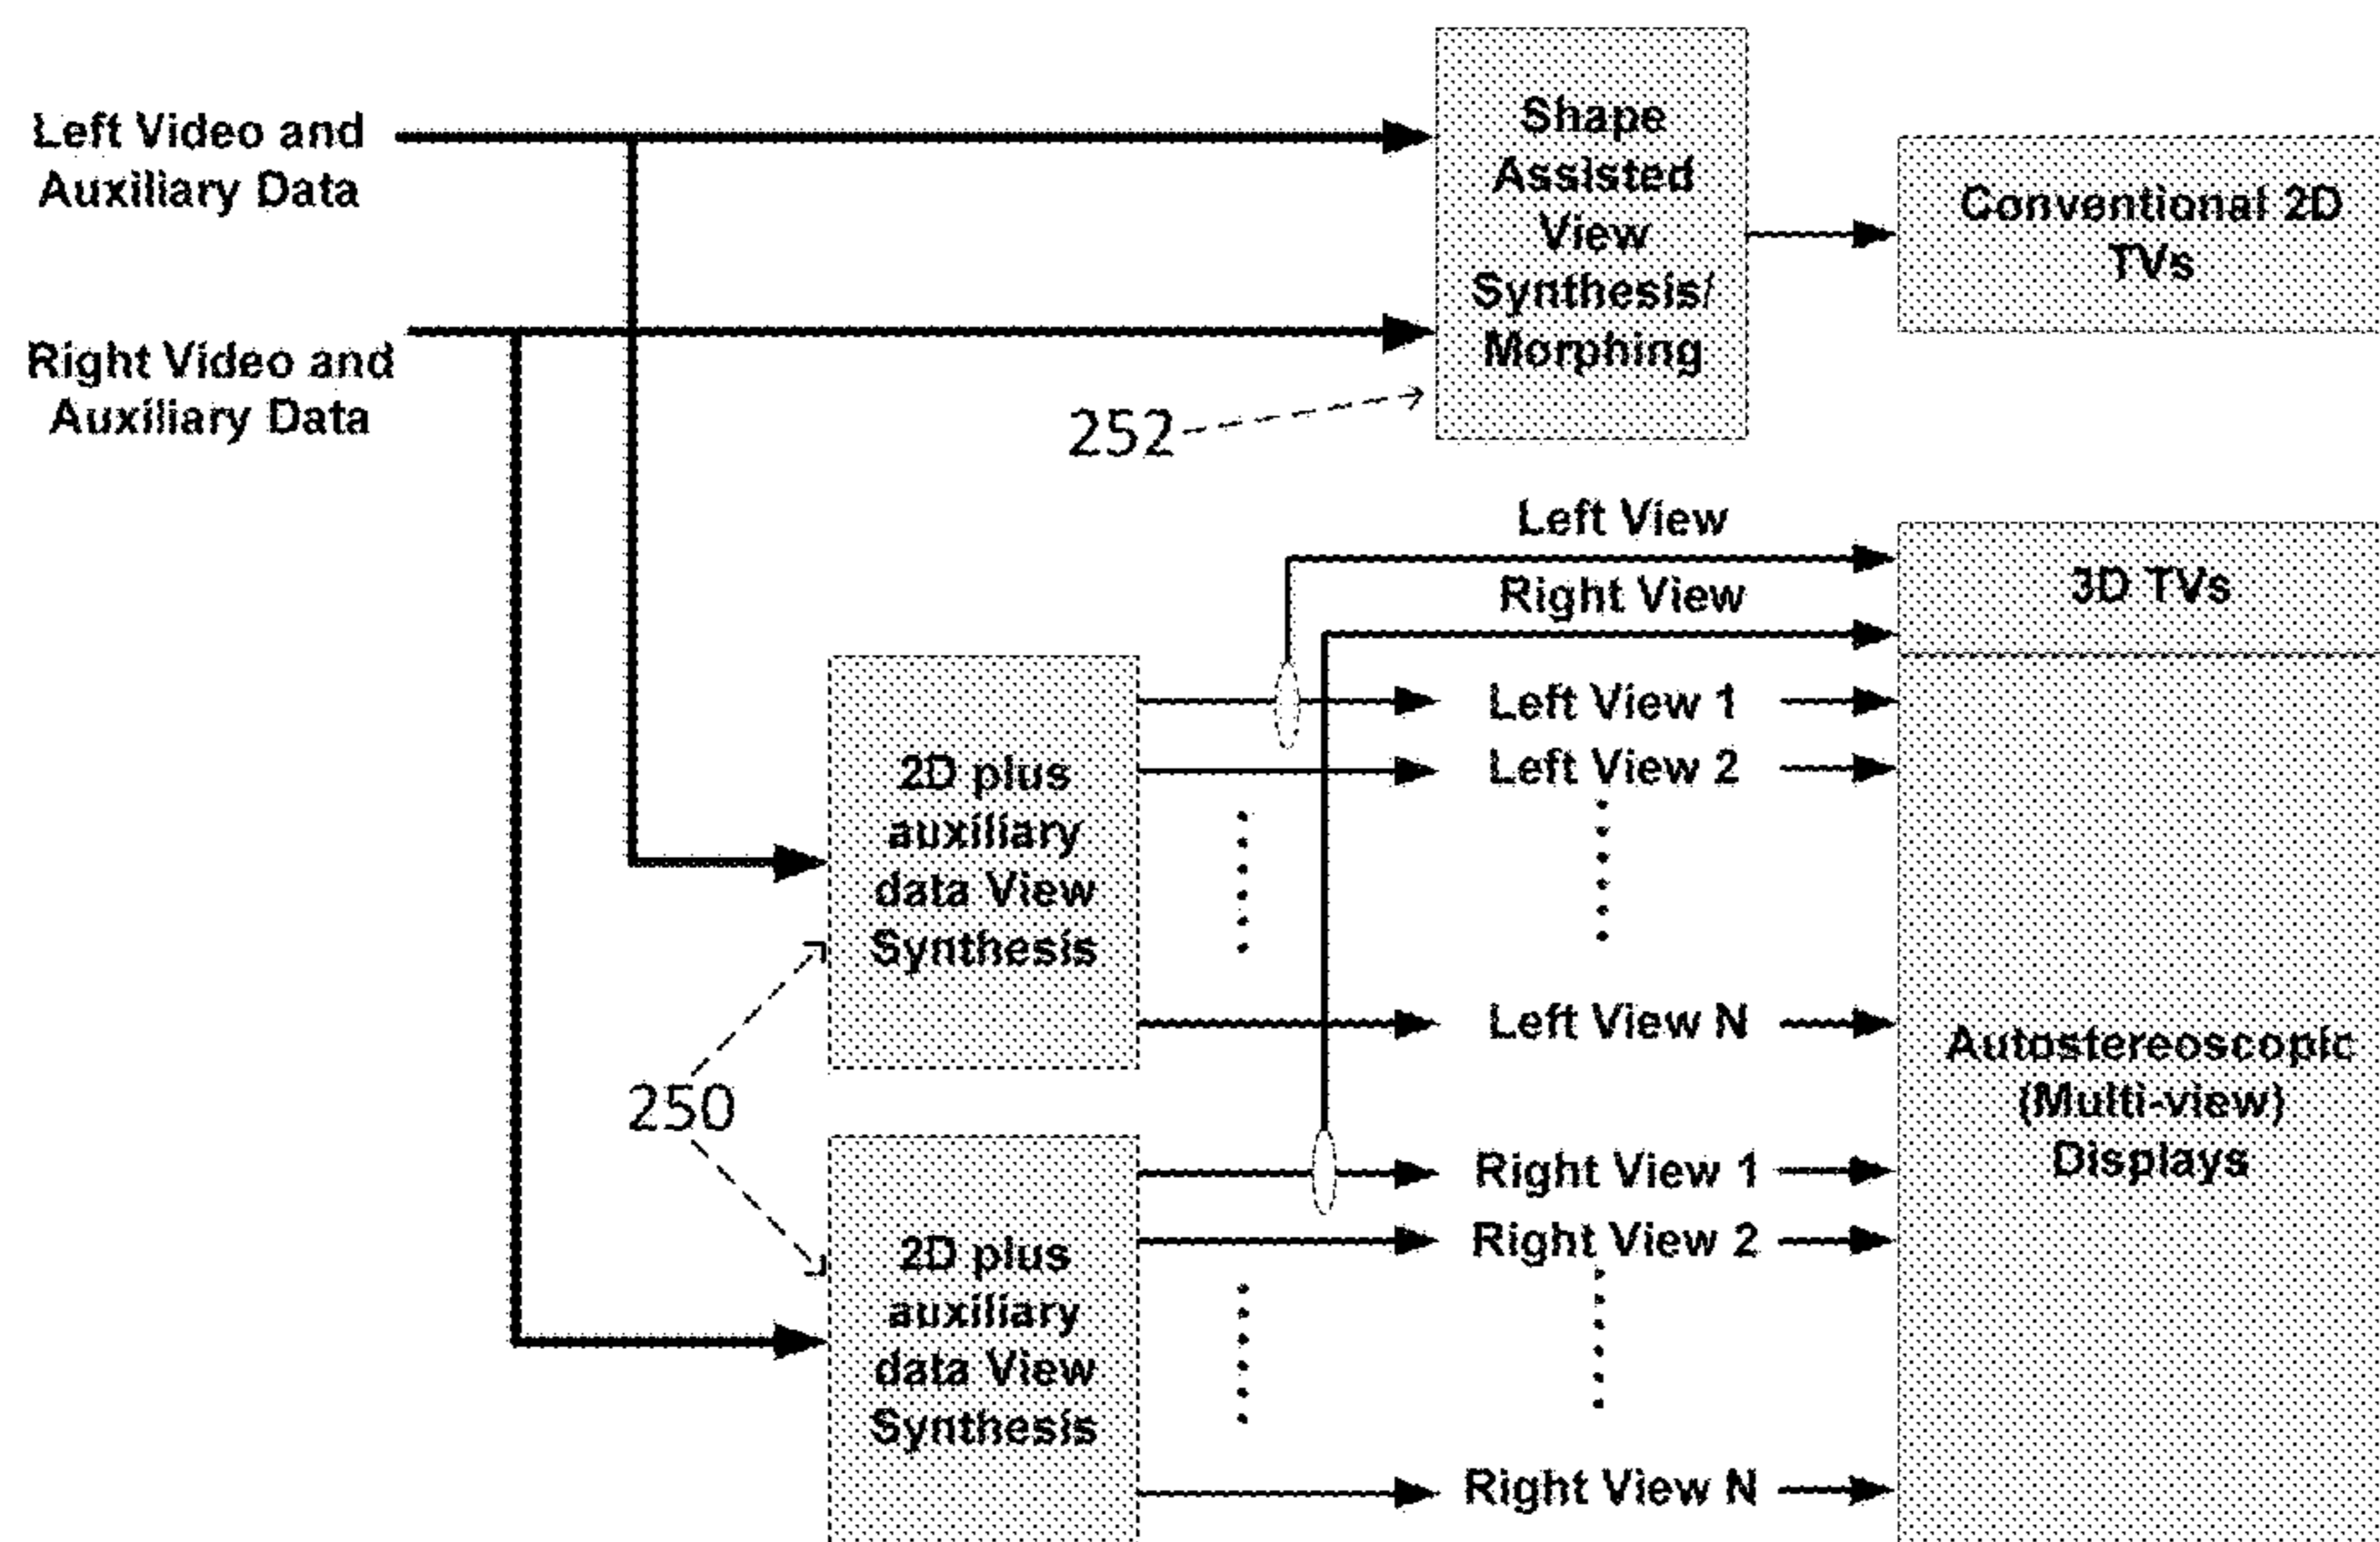 Left Video and
Auxiliary Data
Right Video and
Auxiliary Data
Shape
Assisted
View
Synthesis/
Morphing
252
Conventional 2D
TVs
Left View
Right View
3D TVs
2D plus
auxiliary
data View
Synthesis
Left View 1
Left View 2
Left View N
250
2D plus
auxiliary
data View
Synthesis
Right View 1
Right View 2
Right View N
Autostereoscopic
(Multi-view)
Displays